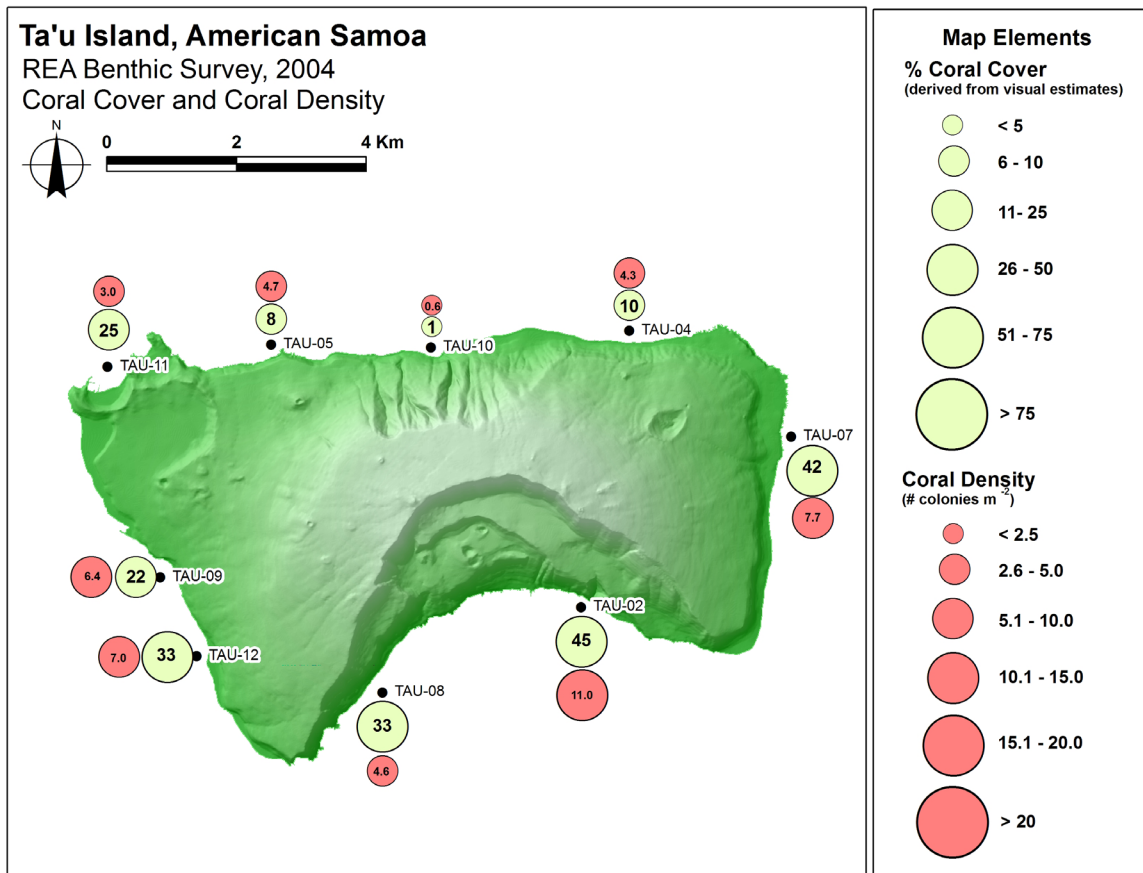 Ta'u Island, American Samoa
REA Benthic Survey, 2004
Coral Cover and Coral Density
N
0 2 4 Km
3.0
25
TAU-11
4.7
8
TAU-05
0.6
1
TAU-10
4.3
10
TAU-04
TAU-07
42
7.7
6.4 22 TAU-09
7.0 33 TAU-12
TAU-02
45
11.0
TAU-08
33
4.6
Map Elements
% Coral Cover
(derived from visual estimates)
< 5
6 - 10
11- 25
26 - 50
51 - 75
> 75
Coral Density
(# colonies m -2)
< 2.5
2.6 - 5.0
5.1 - 10.0
10.1 - 15.0
15.1 - 20.0
> 20